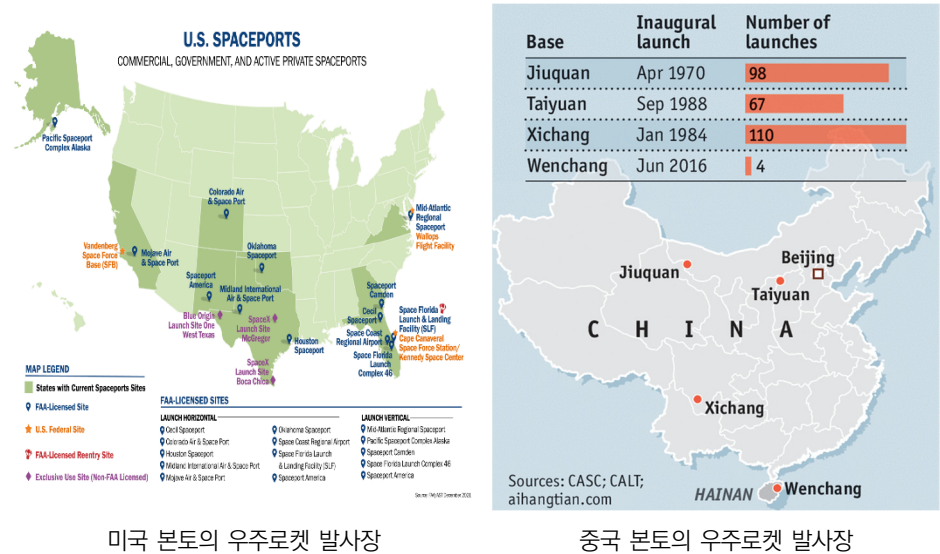 U.S. SPACEPORTS
COMMERCIAL, GOVERNMENT, AND ACTIVE PRIVATE SPACEPORTS
Pacific Spaceport
Complex Alaska
Colorado Air
& Space Port
Mid-Atlantic
Regional
Spaceport
Wallops
Flight Facility
Vandenberg
Space Force
Base (SFB)
Mojave Air
& Space Port
Oklahoma
Spaceport
Spaceport
America
Midland International
Air & Space Port
Spaceport
Camden
Blue Origin
Launch Site One
West Texas
SpaceX
Launch Site
McGregor
Cecil
Spaceport
Space Florida
Launch & Landing
Facility (SLF)
Houston
Spaceport
Space Coast
Regional Airport
Cape Canaveral
Space Force Station/
Kennedy Space Center
SpaceX
Launch Site
Boca Chica
Space Florida
Launch
Complex 46
MAP LEGEND
States with Current Spaceports Sites
FAA-Licensed Site
U.S. Federal Site
FAA-Licensed Reentry Site
Exclusive Use Site (Non-FAA Licensed)
FAA-LICENSED SITES
LAUNCH HORIZONTAL
Cecil Spaceport
Colorado Air & Space Port
Houston Spaceport
Midland International Air & Space Port
Mojave Air & Space Port
Oklahoma Spaceport
Space Coast Regional Airport
Space Florida Launch
& Landing Facility (SLF)
Spaceport America
LAUNCH VERTICAL
Mid-Atlantic Regional Spaceport
Pacific Spaceport Complex Alaska
Spaceport Camden
Space Florida Launch Complex 46
Spaceport America
미국 본토의 우주로켓 발사장
Base Inaugural launch Number of launches
Jiuquan Apr 1970 98
Taiyuan Sep 1988 67
Xichang Jan 1984 110
Wenchang Jun 2016 4
Beijing
Jiuquan
Taiyuan
CHINA
Xichang
Sources: CASC; CALT;
aihangtian.com
HAINAN
Wenchang
중국 본토의 우주로켓 발사장